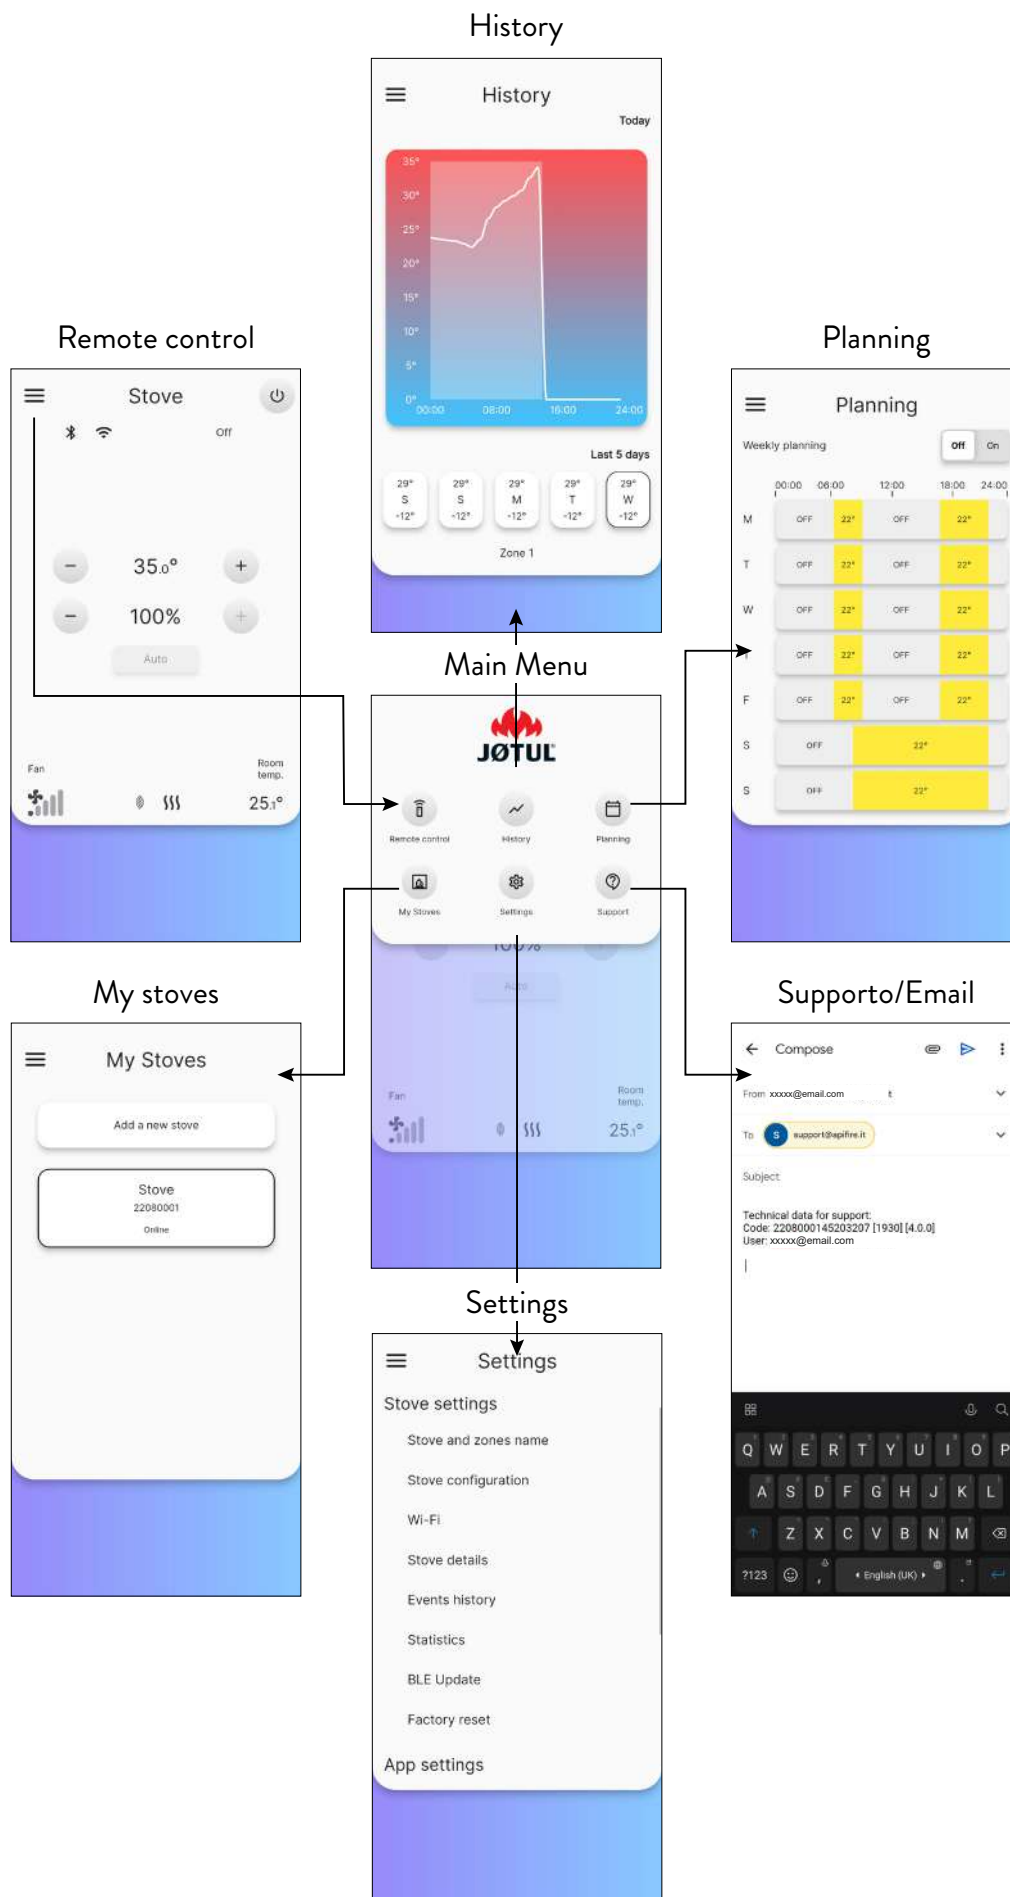 History
History
Today
35°
30°
25°
20°
15°
10°
5°
0°
00:00 08:00 16:00 24:00
Last 5 days
29° 29° 29° 29° 29°
S S M T W
-12° -12° -12° -12° -12°
Zone 1
Remote control
Stove
Off
35.0°
100%
Auto
Fan
Room
temp.
25.1°
Planning
Planning
Weekly planning
Off On
00:00 06:00 12:00 18:00 24:00
M OFF 22° OFF 22°
T OFF 22° OFF 22°
W OFF 22° OFF 22°
T OFF 22° OFF 22°
F OFF 22° OFF 22°
S OFF 22°
S OFF 22°
Main Menu
JØTUL
Remote control History Planning
My Stoves Settings Support
100%
Auto
Fan
Room
temp.
25.1°
My stoves
My Stoves
Add a new stove
Stove
22080001
Online
Supporto/Email
Compose
From xxxxx@email.com t
To S support@apifire.it
Subject
Technical data for support:
Code: 2208000145203207 [1930] [4.0.0]
User: xxxxx@email.com
Q W E R T Y U I O P
A S D F G H J K L
Z X C V B N M
?123 , English (UK) .
Settings
Settings
Stove settings
Stove and zones name
Stove configuration
Wi-Fi
Stove details
Events history
Statistics
BLE Update
Factory reset
App settings